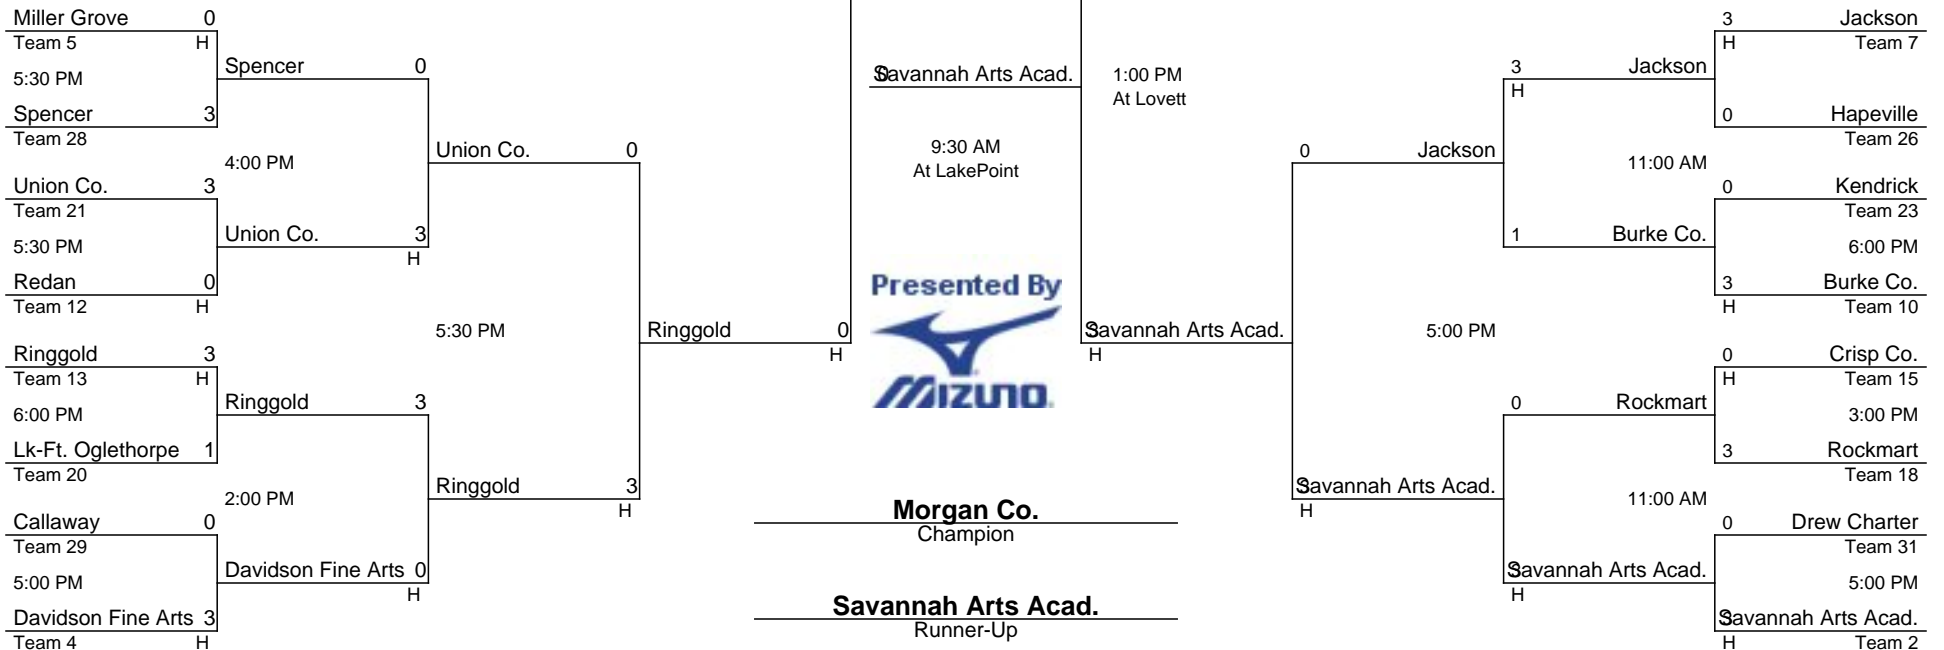 Miller Grove 0
Team 5 H
5:30 PM
Spencer 3
Team 28
Union Co. 3
Team 21
5:30 PM
Redan 0
Team 12 H
Ringgold 3
Team 13 H
6:00 PM
Lk-Ft. Oglethorpe 1
Team 20
Callaway 0
Team 29
5:00 PM
Davidson Fine Arts 3
Team 4 H
Spencer 0
4:00 PM
Union Co. 3
H
Ringgold 3
2:00 PM
Davidson Fine Arts 0
H
Union Co. 0
5:30 PM
Ringgold 3
H
Ringgold 0
H
Savannah Arts Acad.
9:30 AM
At LakePoint
Presented By
MIZUNO
Morgan Co.
Champion
Savannah Arts Acad.
Runner-Up
1:00 PM
At Lovett
Savannah Arts Acad.
H
0 Jackson
5:00 PM
Savannah Arts Acad.
H
3 Jackson
H
11:00 AM
1 Burke Co.
0 Rockmart
11:00 AM
Savannah Arts Acad.
H
3 Jackson
H Team 7
0 Hapeville
Team 26
0 Kendrick
Team 23
6:00 PM
3 Burke Co.
H Team 10
0 Crisp Co.
H Team 15
3:00 PM
3 Rockmart
Team 18
0 Drew Charter
Team 31
5:00 PM
Savannah Arts Acad.
H Team 2